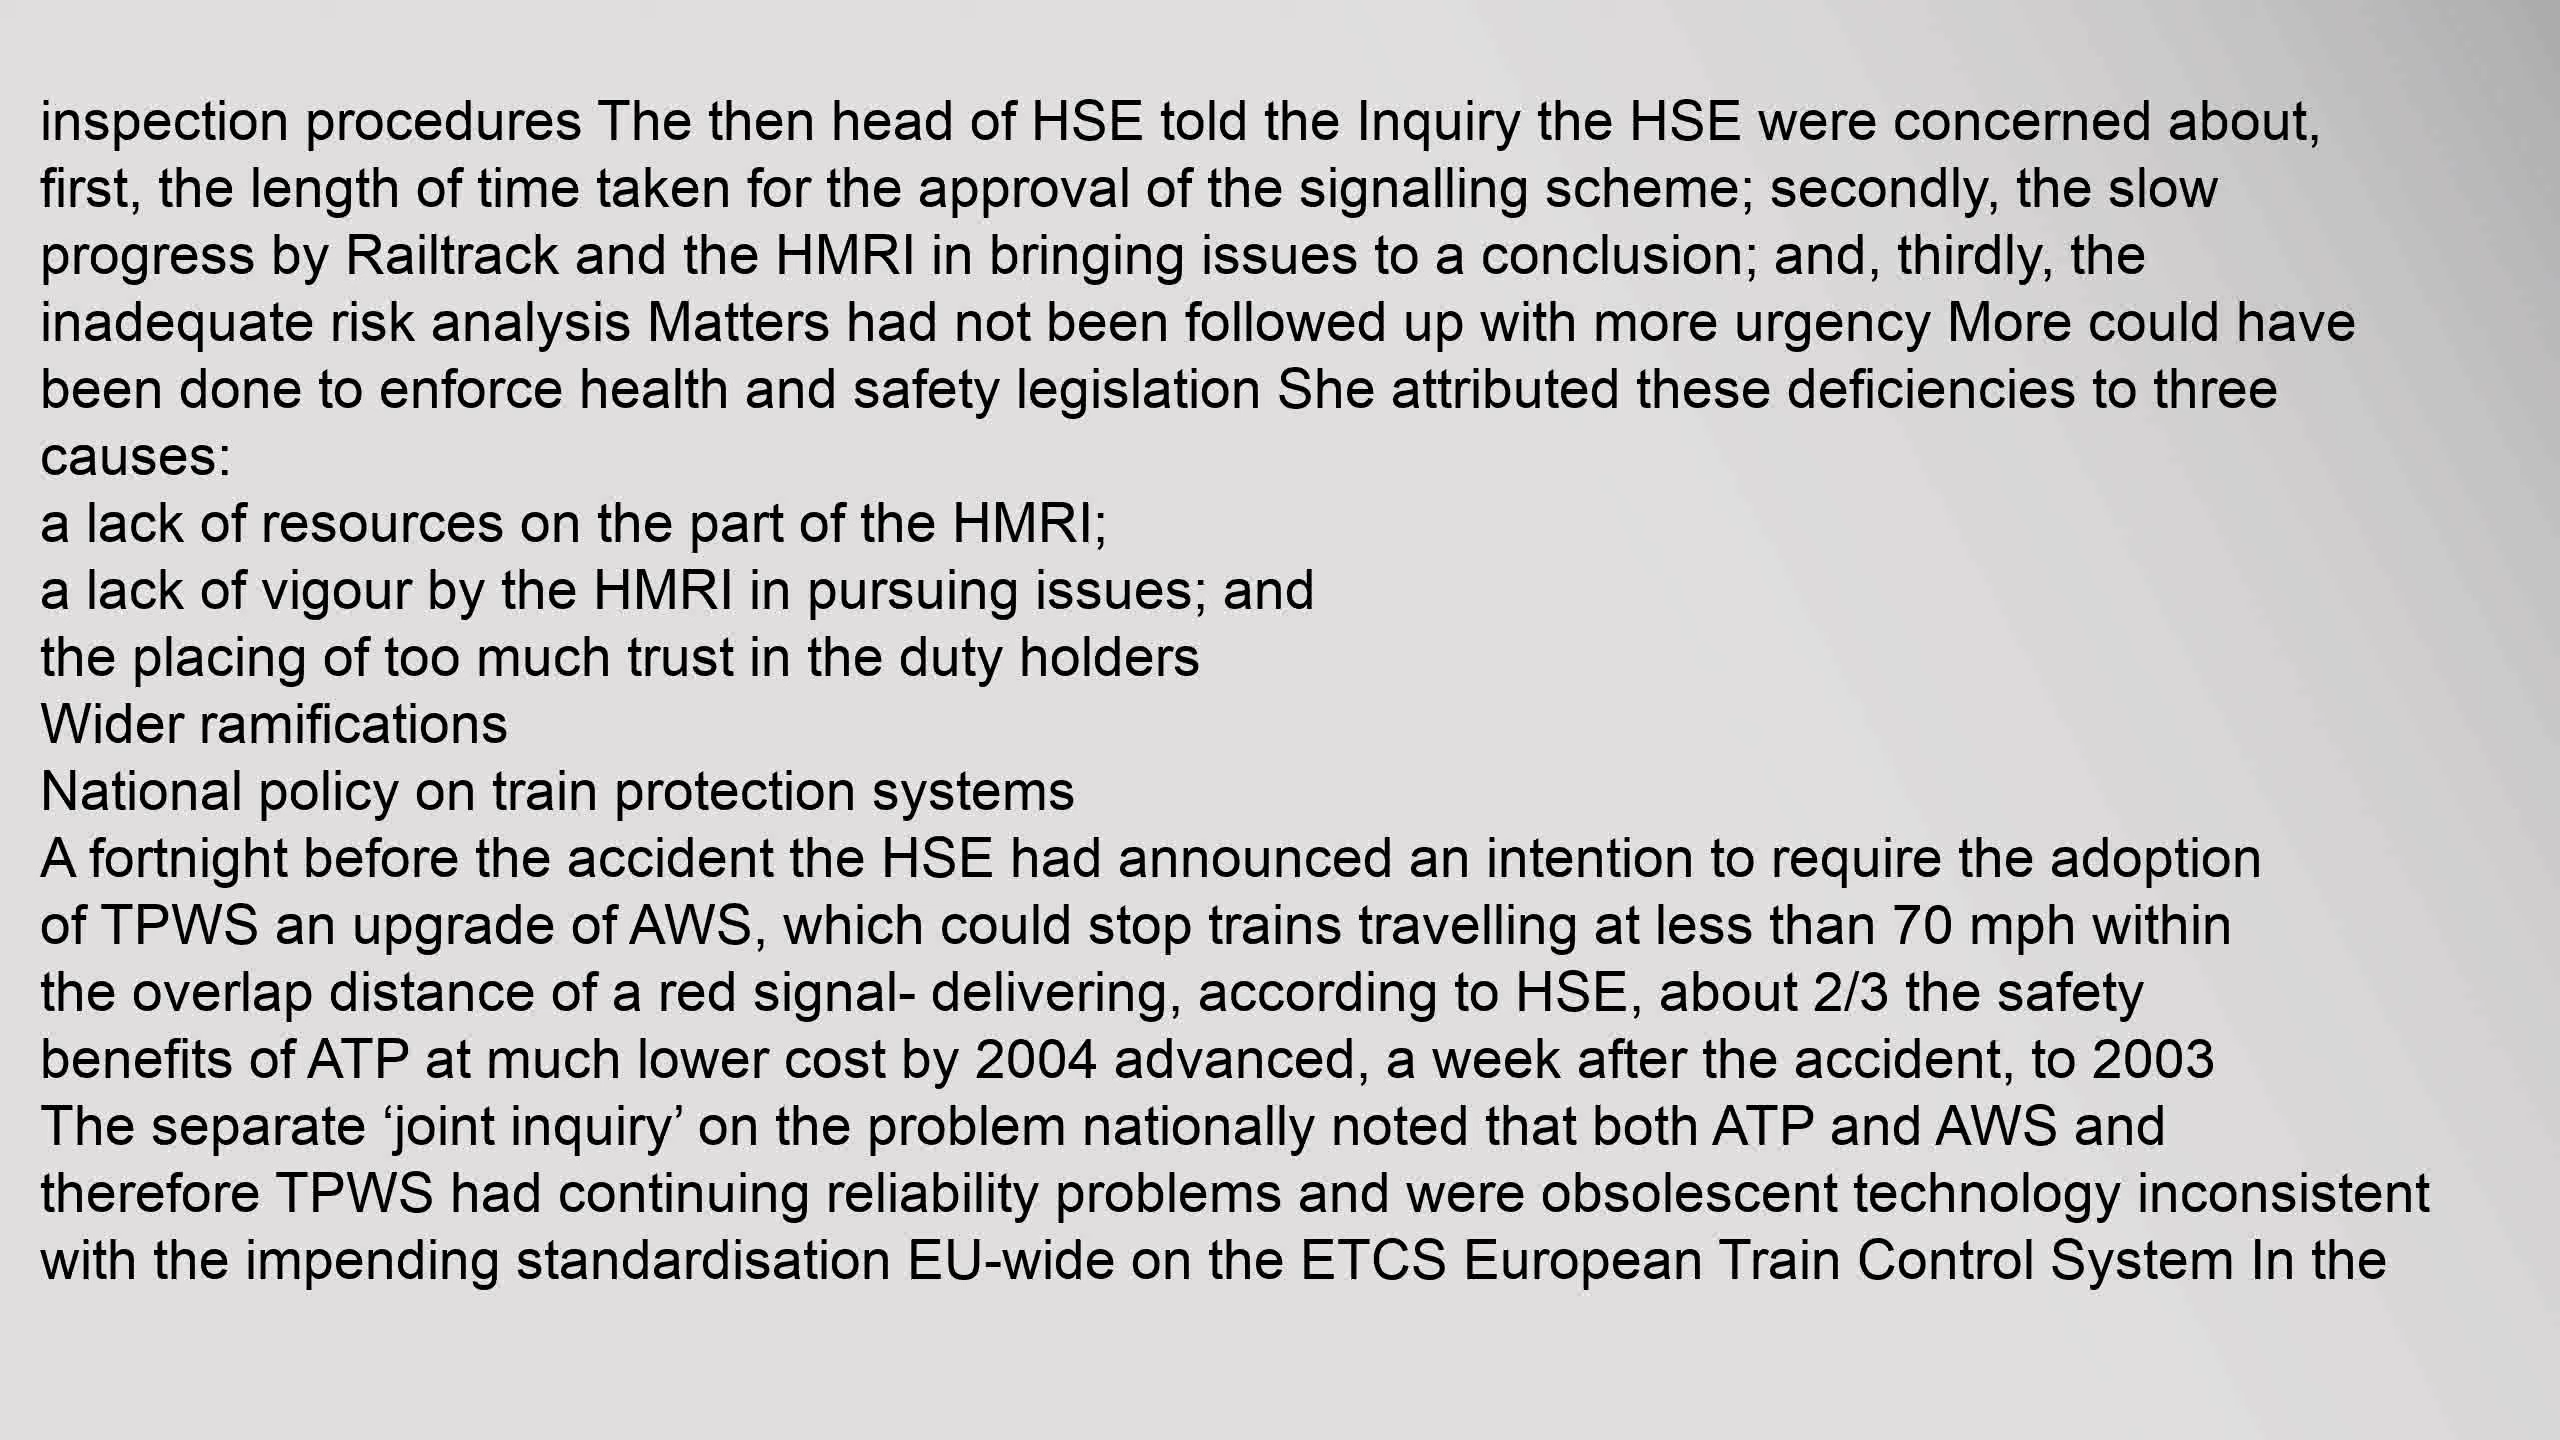 inspection procedures The then head of HSE told the Inquiry the HSE were concerned about,
first, the length of time taken for the approval of the signalling scheme; secondly, the slow
progress by Railtrack and the HMRI in bringing issues to a conclusion; and, thirdly, the
inadequate risk analysis Matters had not been followed up with more urgency More could have
been done to enforce health and safety legislation She attributed these deficiencies to three
causes:
a lack of resources on the part of the HMRI;
a lack of vigour by the HMRI in pursuing issues; and
the placing of too much trust in the duty holders
Wider ramifications
National policy on train protection systems
A fortnight before the accident the HSE had announced an intention to require the adoption
of TPWS an upgrade of AWS, which could stop trains travelling at less than 70 mph within
the overlap distance of a red signal- delivering, according to HSE, about 2/3 the safety
benefits of ATP at much lower cost by 2004 advanced, a week after the accident, to 2003
The separate ‘joint inquiry’ on the problem nationally noted that both ATP and AWS and
therefore TPWS had continuing reliability problems and were obsolescent technology inconsistent
with the impending standardisation EU-wide on the ETCS European Train Control System In the